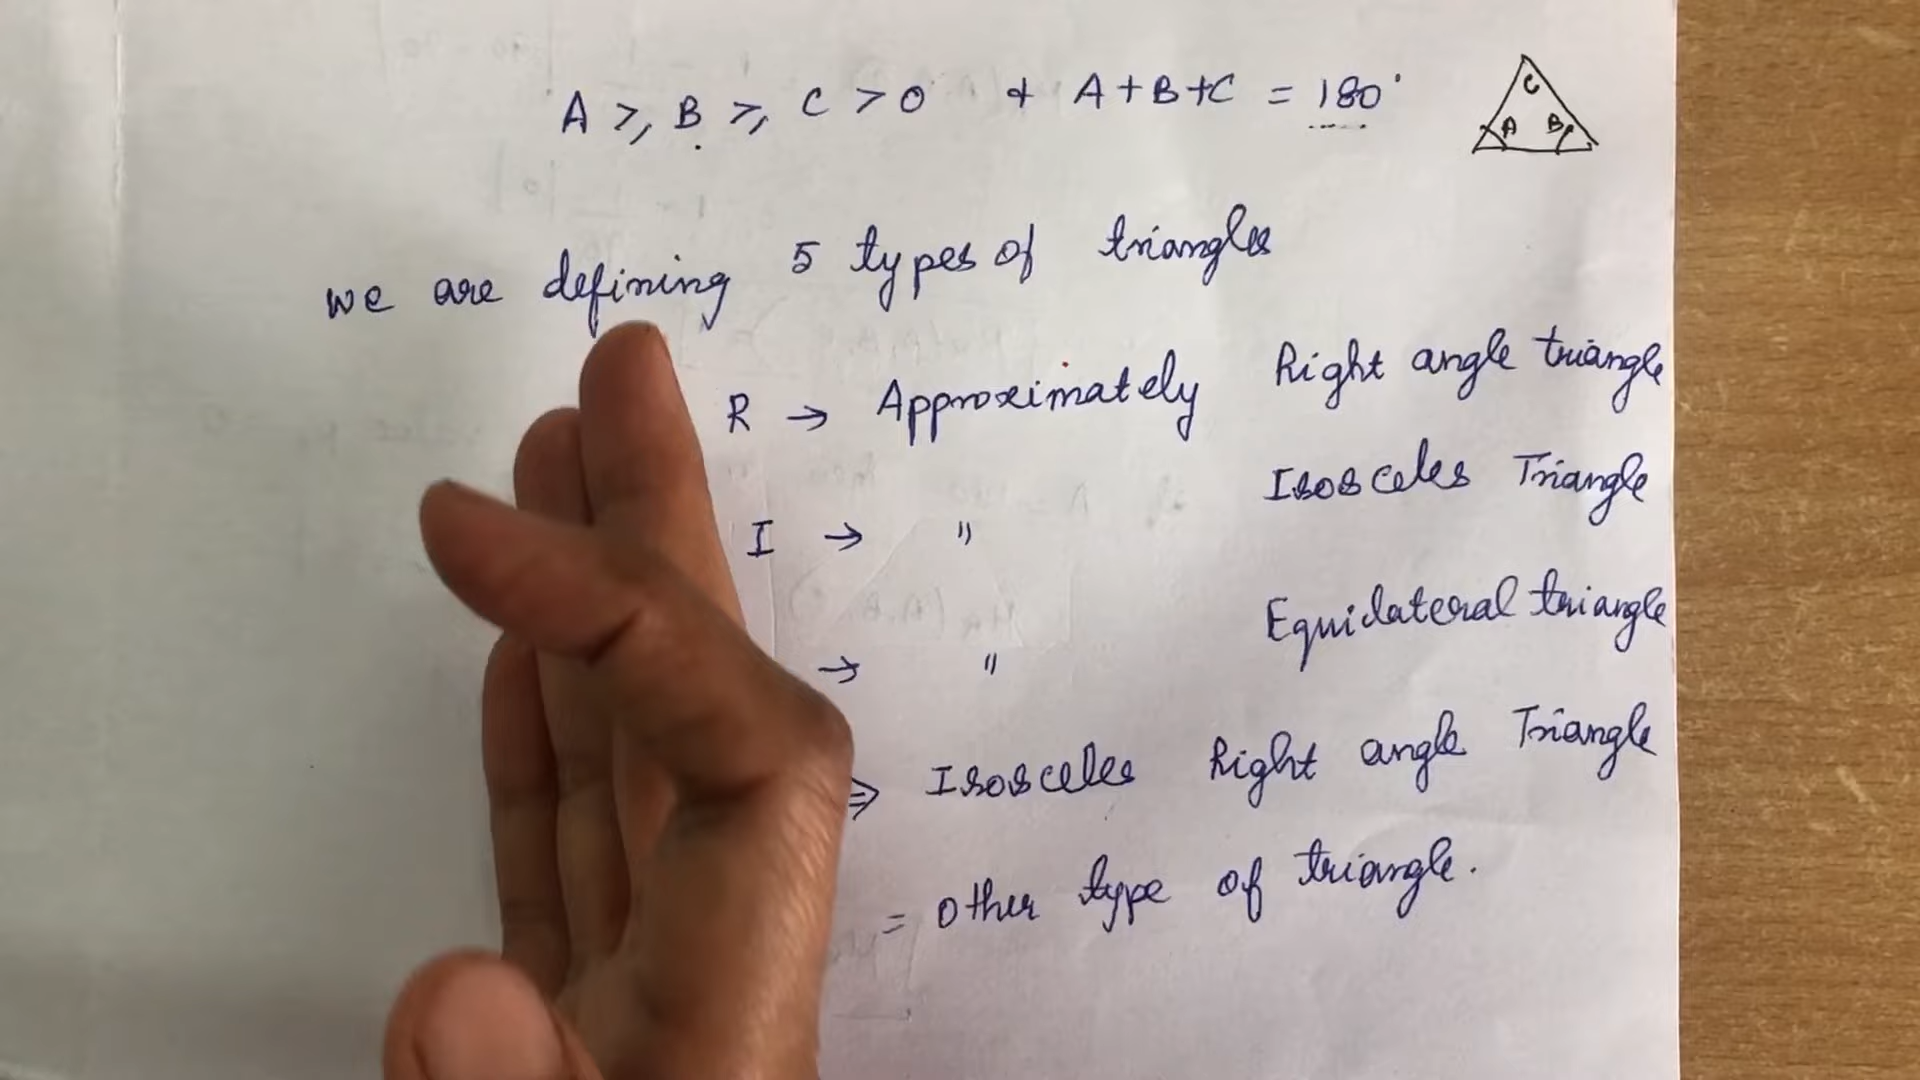 A ⩾ B ⩾ C > 0 & A+B+C = 180°
C
A B
we are defining 5 types of triangles
R → Approximately Right angle triangle
I → " Isosceles Triangle
→ " Equilateral triangle
⇒ Isosceles Right angle Triangle
= other type of triangle.